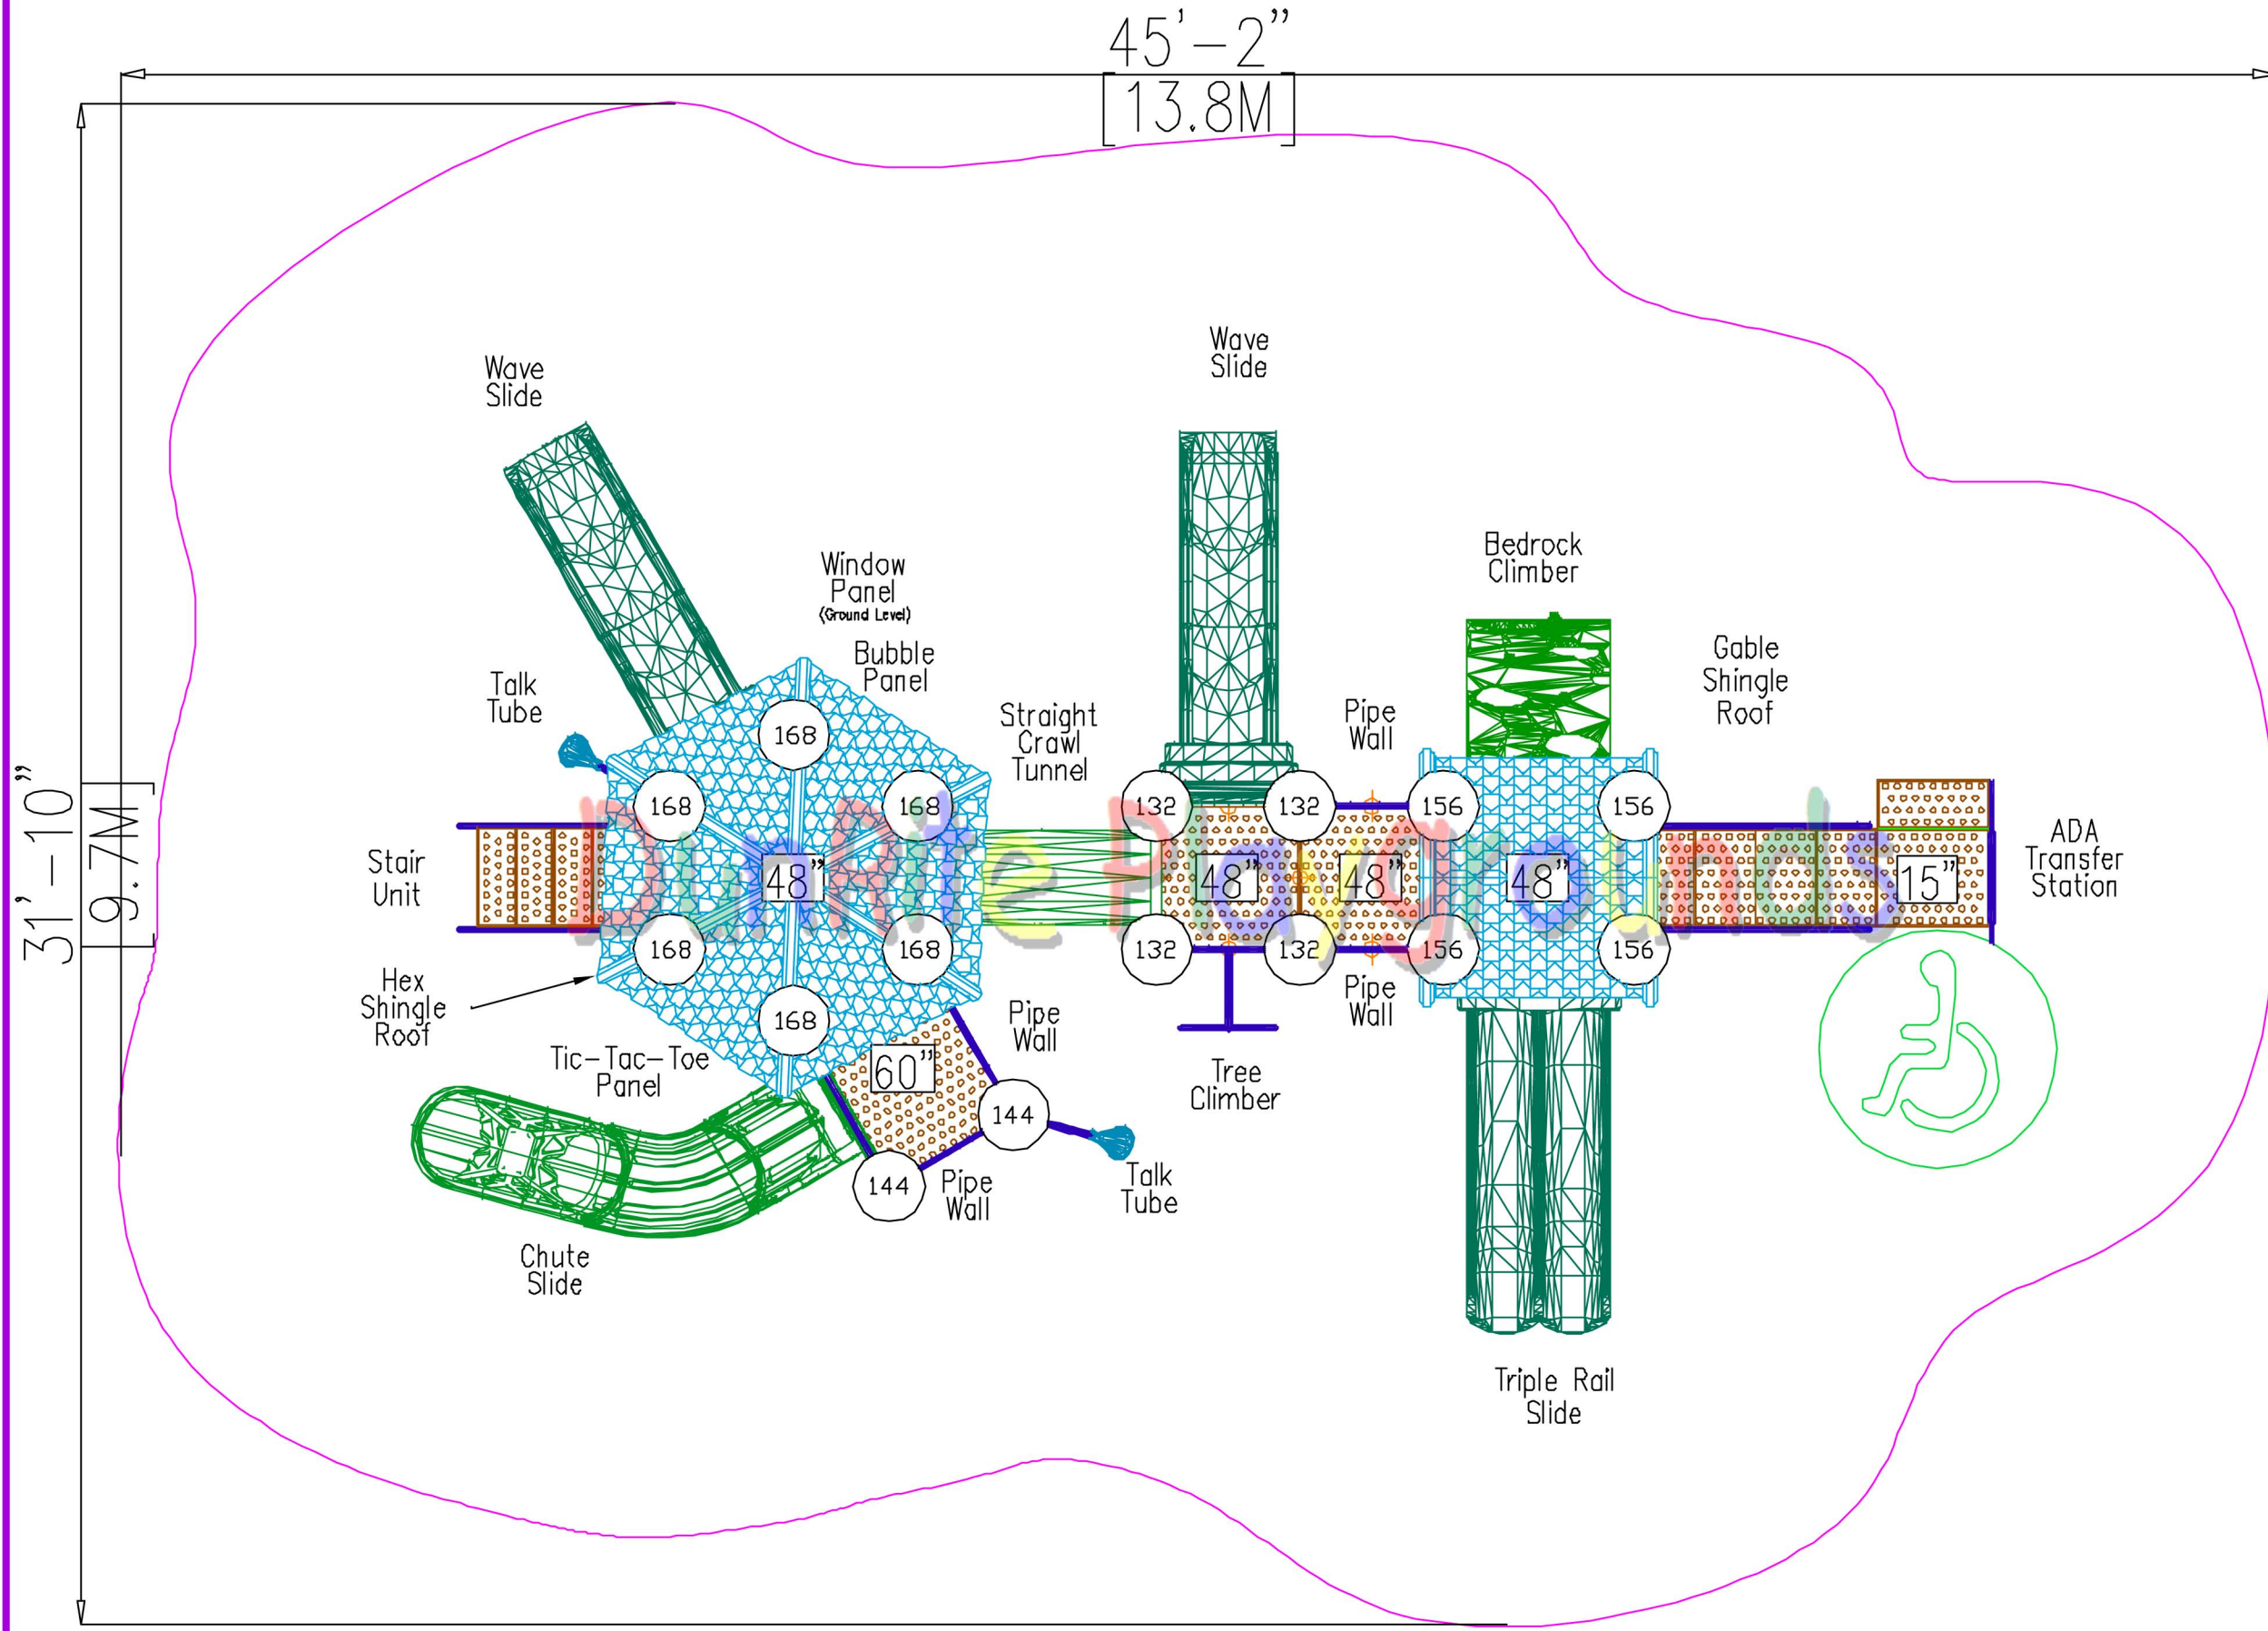 45'-2"
[13.8M]
31'-10"
[9.7M]
Wave
Slide
Wave
Slide
Window
Panel
(Ground Level)
Bubble
Panel
Bedrock
Climber
Gable
Shingle
Roof
Talk
Tube
Straight
Crawl
Tunnel
Pipe
Wall
168
168
168
132
132
156
156
Stair
Unit
48"
48"
48"
48"
15"
ADA
Transfer
Station
168
168
132
132
156
156
168
Hex
Shingle
Roof
Pipe
Wall
Pipe
Wall
Tic-Tac-Toe
Panel
60"
Tree
Climber
144
144
Pipe
Wall
Talk
Tube
Chute
Slide
Triple Rail
Slide